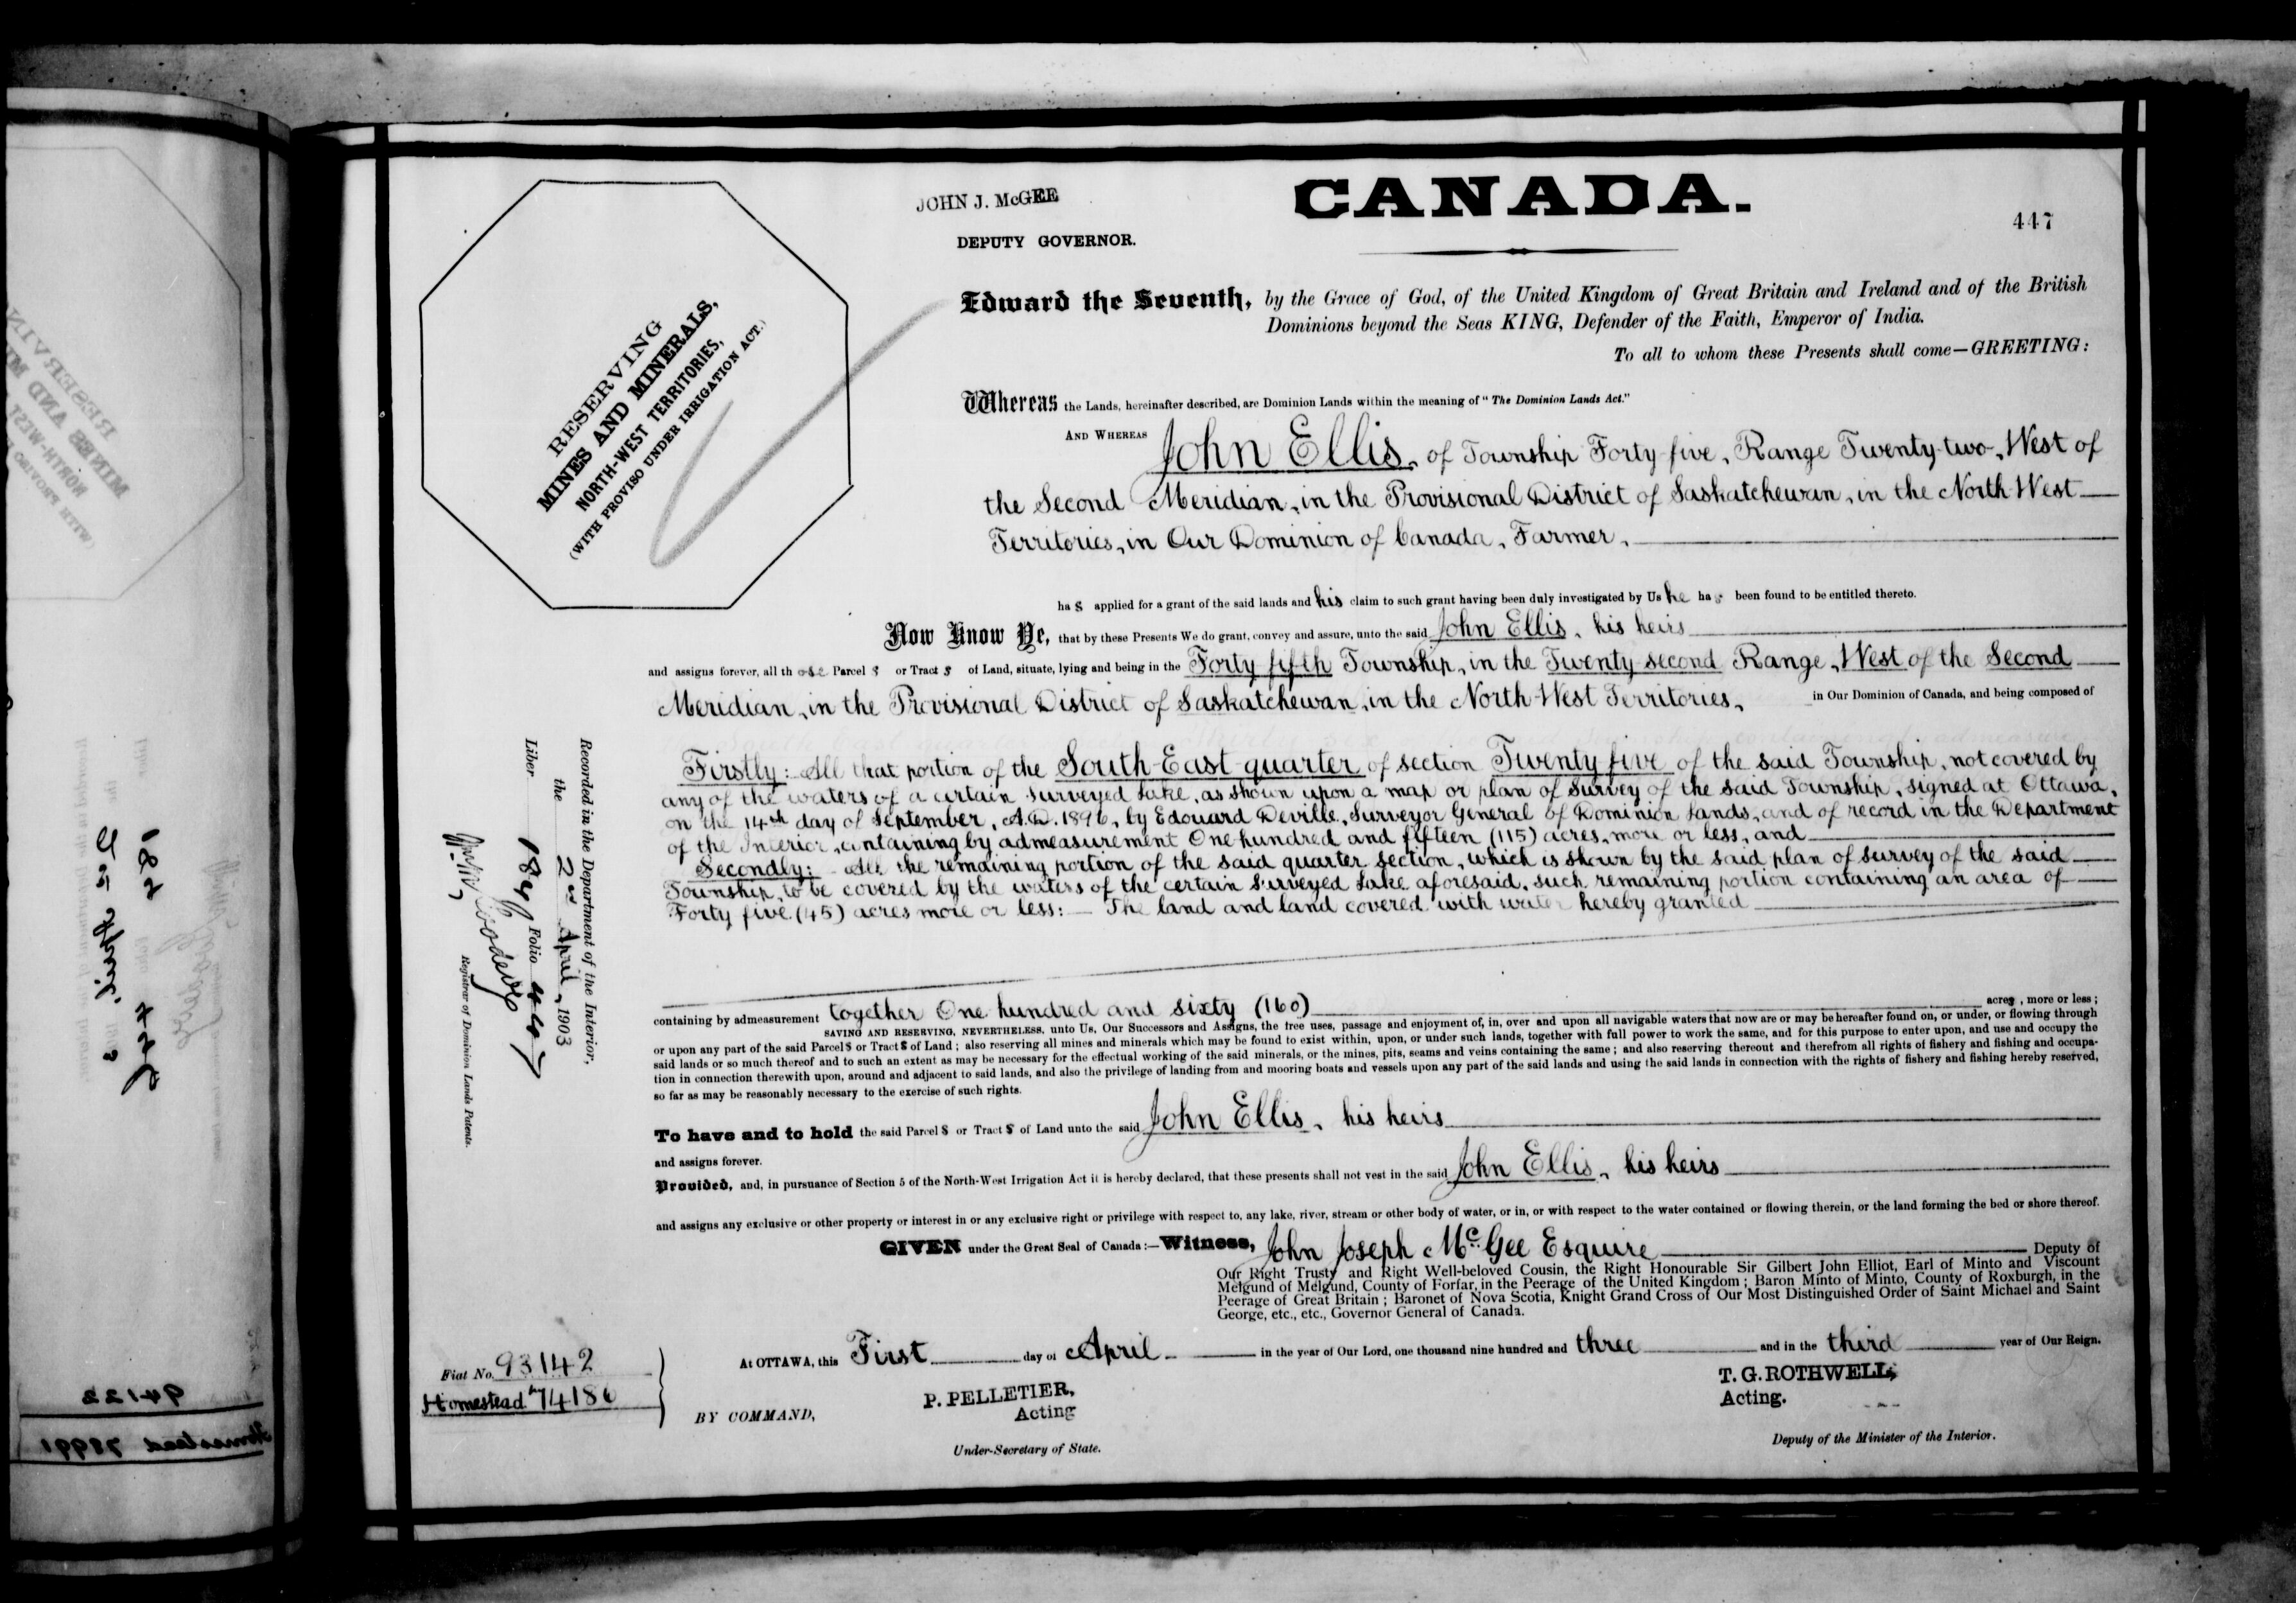 JOHN J. McGEE
DEPUTY GOVERNOR.
CANADA.
447
RESERVING
MINES AND MINERALS,
NORTH-WEST TERRITORIES,
(WITH PROVISO UNDER IRRIGATION ACT.)
Edward the Seventh, by the Grace of God, of the United Kingdom of Great Britain and Ireland and of the British
Dominions beyond the Seas KING, Defender of the Faith, Emperor of India.
To all to whom these Presents shall come—GREETING:
Whereas the Lands, hereinafter described, are Dominion Lands within the meaning of "The Dominion Lands Act."
AND WHEREAS John Ellis, of Township Forty-five, Range Twenty-two, West of
the Second Meridian, in the Provisional District of Saskatchewan, in the North West
Territories, in Our Dominion of Canada, Farmer,
has applied for a grant of the said lands and his claim to such grant having been duly investigated by Us he has been found to be entitled thereto.
Now Know Ye, that by these Presents We do grant, convey and assure, unto the said John Ellis, his heirs
and assigns forever, all those Parcels or Tracts of Land, situate, lying and being in the Forty fifth Township, in the Twenty second Range, West of the Second
Meridian, in the Provisional District of Saskatchewan, in the North-West Territories, in Our Dominion of Canada, and being composed of
Firstly: All that portion of the South-East quarter of section Twenty five of the said Township, not covered by
any of the waters of a certain surveyed Lake, as shown upon a map or plan of Survey of the said Township, signed at Ottawa,
on the 14th day of September, A.D. 1896, by Edouard Deville, Surveyor General of Dominion Lands, and of record in the Department
of the Interior, containing by admeasurement One hundred and fifteen (115) acres, more or less, and
Secondly: All the remaining portion of the said quarter section, which is shown by the said plan of survey of the said
Township, to be covered by the waters of the certain surveyed Lake aforesaid, such remaining portion containing an area of
Forty five (45) acres more or less:— The land and land covered with water hereby granted
containing by admeasurement together One hundred and sixty (160) acres, more or less;
SAVING AND RESERVING, NEVERTHELESS, unto Us, Our Successors and Assigns, the free uses, passage and enjoyment of, in, over and upon all navigable waters that now are or may be hereafter found on, or under, or flowing through
or upon any part of the said Parcels or Tracts of Land; also reserving all mines and minerals which may be found to exist within, upon, or under such lands, together with full power to work the same, and for this purpose to enter upon, and use and occupy the
said lands or so much thereof and to such an extent as may be necessary for the effectual working of the said minerals, or the mines, pits, seams and veins containing the same; and also reserving thereout and therefrom all rights of fishery and fishing and occupa-
tion in connection therewith upon, around and adjacent to said lands, and also the privilege of landing from and mooring boats and vessels upon any part of the said lands and using the said lands in connection with the rights of fishery and fishing hereby reserved,
so far as may be reasonably necessary to the exercise of such rights.
To have and to hold the said Parcels or Tracts of Land unto the said John Ellis, his heirs
and assigns forever.
Provided, and, in pursuance of Section 5 of the North-West Irrigation Act it is hereby declared, that these presents shall not vest in the said John Ellis, his heirs
and assigns any exclusive or other property or interest in or any exclusive right or privilege with respect to, any lake, river, stream or other body of water, or in, or with respect to the water contained or flowing therein, or the land forming the bed or shore thereof.
GIVEN under the Great Seal of Canada:—Witness, John Joseph McGee Esquire Deputy of
Our Right Trusty and Right Well-beloved Cousin, the Right Honourable Sir Gilbert John Elliot, Earl of Minto and Viscount
Melgund of Melgund, County of Forfar, in the Peerage of the United Kingdom; Baron Minto of Minto, County of Roxburgh, in the
Peerage of Great Britain; Baronet of Nova Scotia, Knight Grand Cross of Our Most Distinguished Order of Saint Michael and Saint
George, etc., etc., Governor General of Canada.
At OTTAWA, this First day of April in the year of Our Lord, one thousand nine hundred and three and in the third year of Our Reign.
BY COMMAND,
P. PELLETIER,
Acting
Under-Secretary of State.
T. G. ROTHWELL,
Acting.
Deputy of the Minister of the Interior.
Fiat No. 93142
Homestead 74186
Recorded in the Department of the Interior,
the 2nd April, 1903
Liber 184 Folio 447
Registrar of Dominion Lands Patents.
94122
Homestead 78991